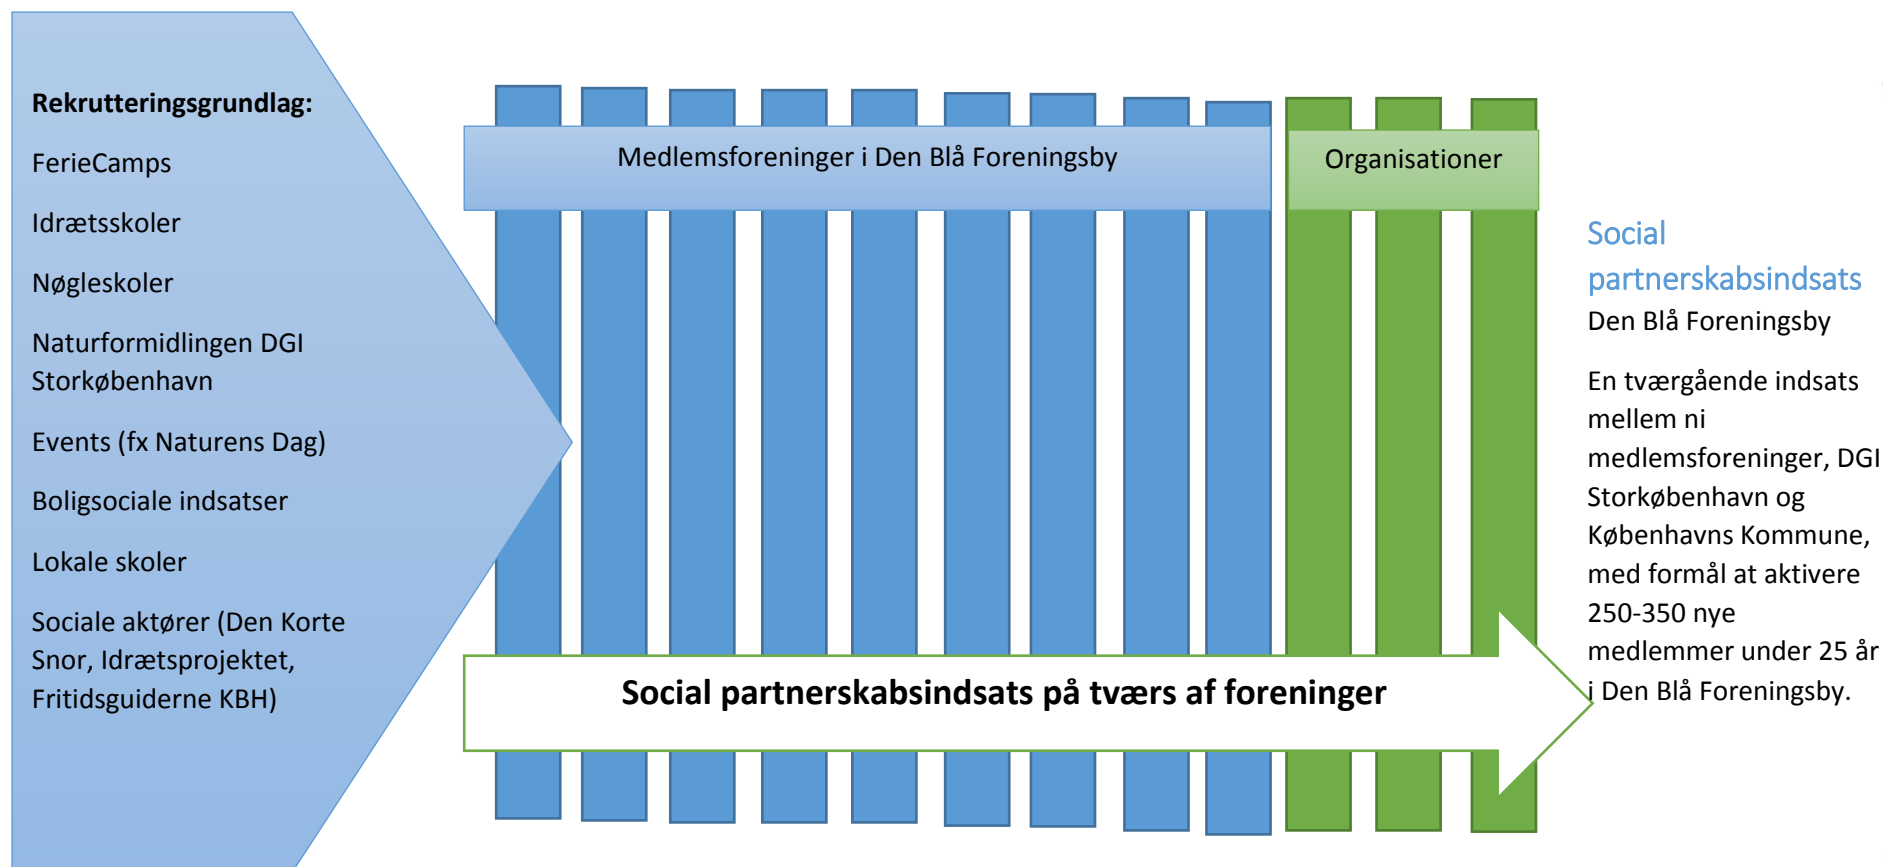 Rekrutteringsgrundlag:
FerieCamps
Idrætsskoler
Nøgleskoler
Naturformidlingen DGI
Storkøbenhavn
Events (fx Naturens Dag)
Boligsociale indsatser
Lokale skoler
Sociale aktører (Den Korte
Snor, Idrætsprojektet,
Fritidsguiderne KBH)
Medlemsforeninger i Den Blå Foreningsby
Organisationer
Social partnerskabsindsats på tværs af foreninger
Social
partnerskabsindsats
Den Blå Foreningsby
En tværgående indsats
mellem ni
medlemsforeninger, DGI
Storkøbenhavn og
Københavns Kommune,
med formål at aktivere
250-350 nye
medlemmer under 25 år
i Den Blå Foreningsby.